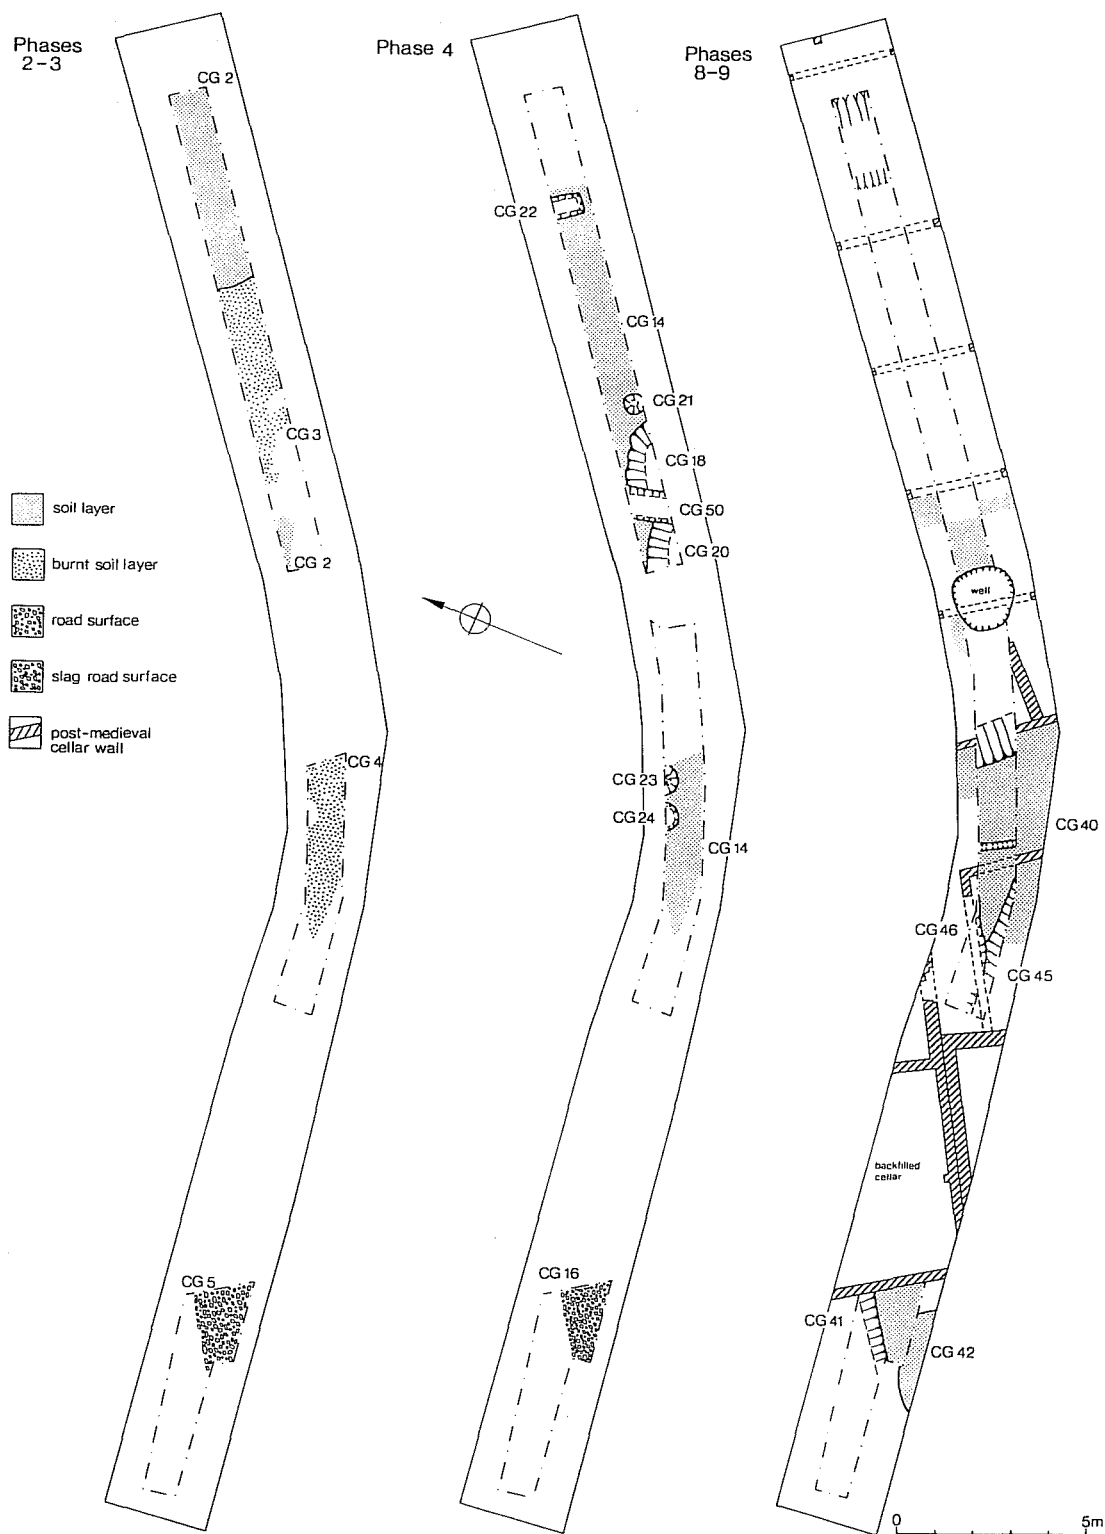 Phases
2-3
CG 2
CG 3
CG 2
CG 4
CG 5
soil layer
burnt soil layer
road surface
slag road surface
post-medieval
cellar wall
Phase 4
CG 22
CG 14
CG 21
CG 18
CG 50
CG 20
CG 23
CG 24
CG 14
CG 16
Phases
8-9
well
CG 40
CG 46
CG 45
backfilled
cellar
CG 41
CG 42
0 5m